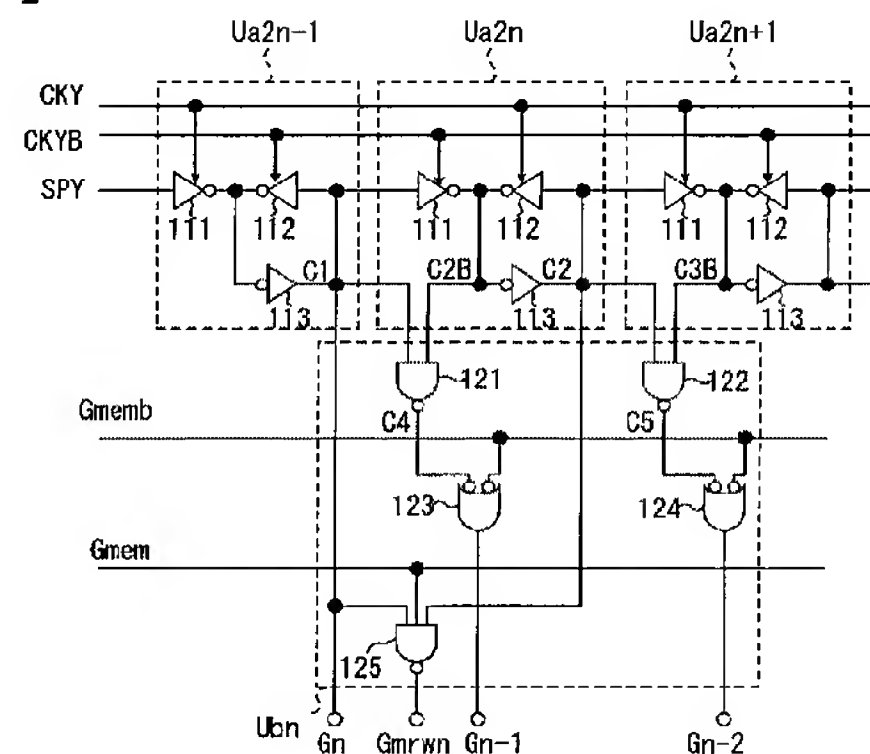 Ua2n-1 Ua2n Ua2n+1
CKY
CKYB
SPY
111 112 111 112 111 112
C1 C2B C2 C3B
113 113 113
121 122
Gmemb C4 C5
123 124
Gmem
125
Ubn
Gn Gmrwn Gn-1 Gn-2